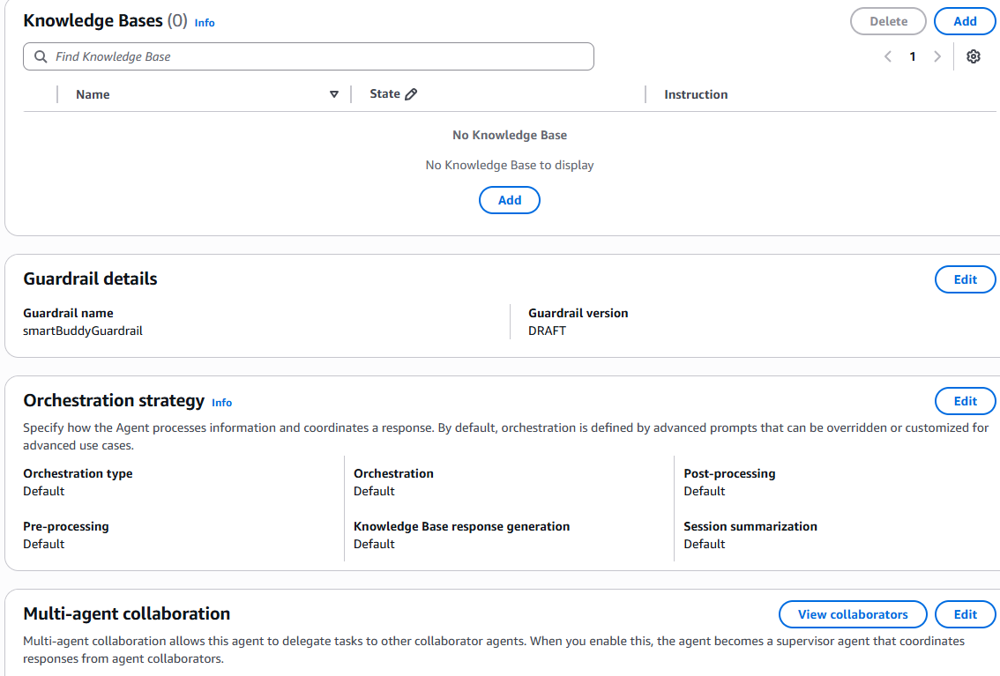 Knowledge Bases (0) Info
Delete
Add
Find Knowledge Base
1
Name
State
Instruction
No Knowledge Base
No Knowledge Base to display
Add
Guardrail details
Edit
Guardrail name
smartBuddyGuardrail
Guardrail version
DRAFT
Orchestration strategy Info
Edit
Specify how the Agent processes information and coordinates a response. By default, orchestration is defined by advanced prompts that can be overridden or customized for
advanced use cases.
Orchestration type
Default
Orchestration
Default
Post-processing
Default
Pre-processing
Default
Knowledge Base response generation
Default
Session summarization
Default
Multi-agent collaboration
View collaborators
Edit
Multi-agent collaboration allows this agent to delegate tasks to other collaborator agents. When you enable this, the agent becomes a supervisor agent that coordinates
responses from agent collaborators.